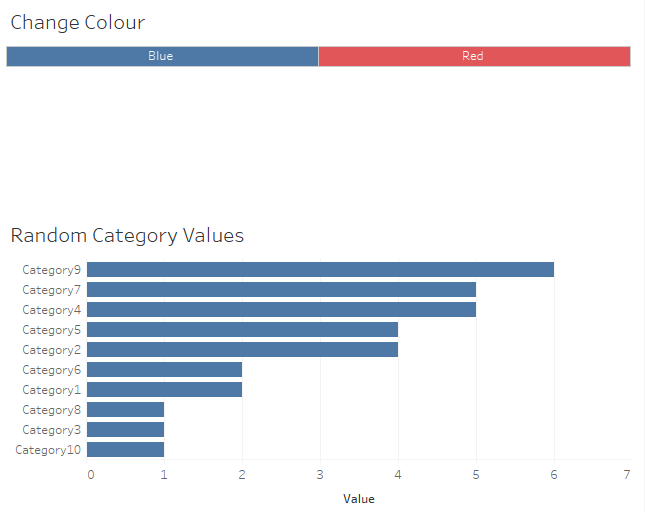 Change Colour
Blue Red
Random Category Values
Category9
Category7
Category4
Category5
Category2
Category6
Category1
Category8
Category3
Category10
0 1 2 3 4 5 6 7
Value